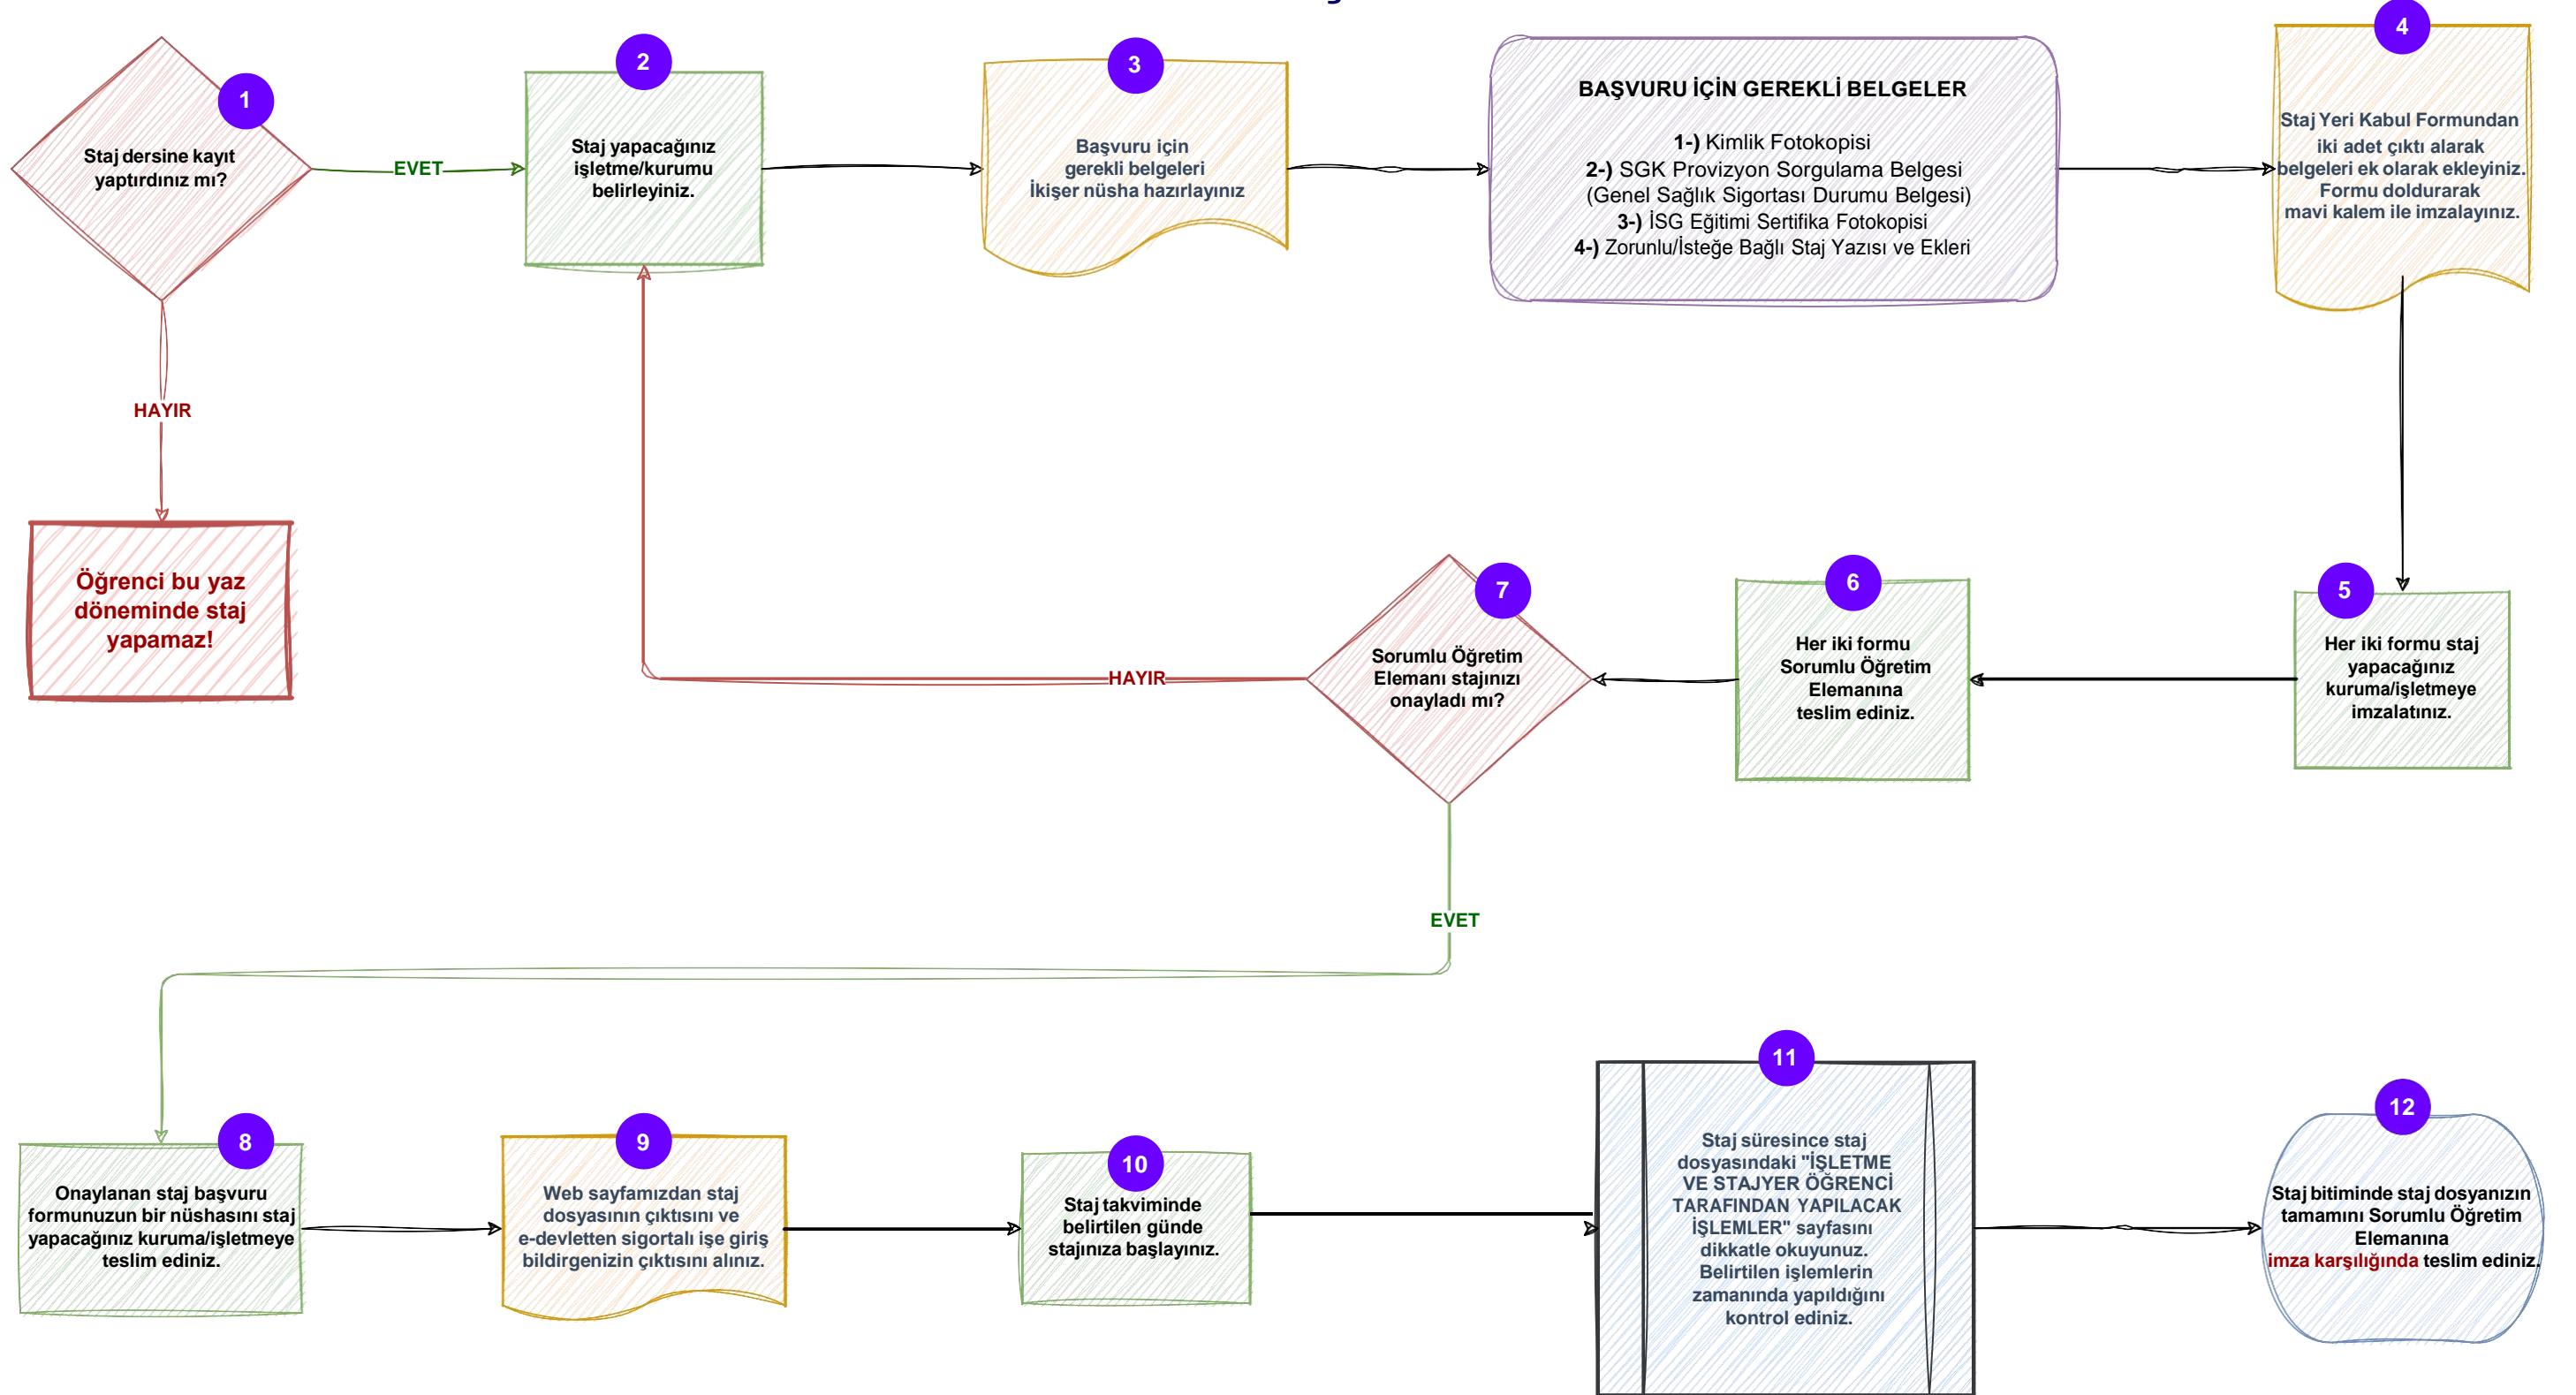 1
Staj dersine kayıt
yaptırdınız mı?
EVET
HAYIR
Öğrenci bu yaz
döneminde staj
yapamaz!
2
Staj yapacağınız
işletme/kurumu
belirleyiniz.
3
Başvuru için
gerekli belgeleri
İkişer nüsha hazırlayınız
BAŞVURU İÇİN GEREKLİ BELGELER
1-) Kimlik Fotokopisi
2-) SGK Provizyon Sorgulama Belgesi
(Genel Sağlık Sigortası Durumu Belgesi)
3-) İSG Eğitimi Sertifika Fotokopisi
4-) Zorunlu/İsteğe Bağlı Staj Yazısı ve Ekleri
4
Staj Yeri Kabul Formundan
iki adet çıktı alarak
belgeleri ek olarak ekleyiniz.
Formu doldurarak
mavi kalem ile imzalayınız.
5
Her iki formu staj
yapacağınız
kuruma/işletmeye
imzalatınız.
6
Her iki formu
Sorumlu Öğretim
Elemanına
teslim ediniz.
7
Sorumlu Öğretim
Elemanı stajınızı
onayladı mı?
HAYIR
EVET
8
Onaylanan staj başvuru
formunuzun bir nüshasını staj
yapacağınız kuruma/işletmeye
teslim ediniz.
9
Web sayfamızdan staj
dosyasının çıktısını ve
e-devletten sigortalı işe giriş
bildirgenizin çıktısını alınız.
10
Staj takviminde
belirtilen günde
stajınıza başlayınız.
11
Staj süresince staj
dosyasındaki "İŞLETME
VE STAJYER ÖĞRENCİ
TARAFINDAN YAPILACAK
İŞLEMLER" sayfasını
dikkatle okuyunuz.
Belirtilen işlemlerin
zamanında yapıldığını
kontrol ediniz.
12
Staj bitiminde staj dosyanızın
tamamını Sorumlu Öğretim
Elemanına
imza karşılığında teslim ediniz.